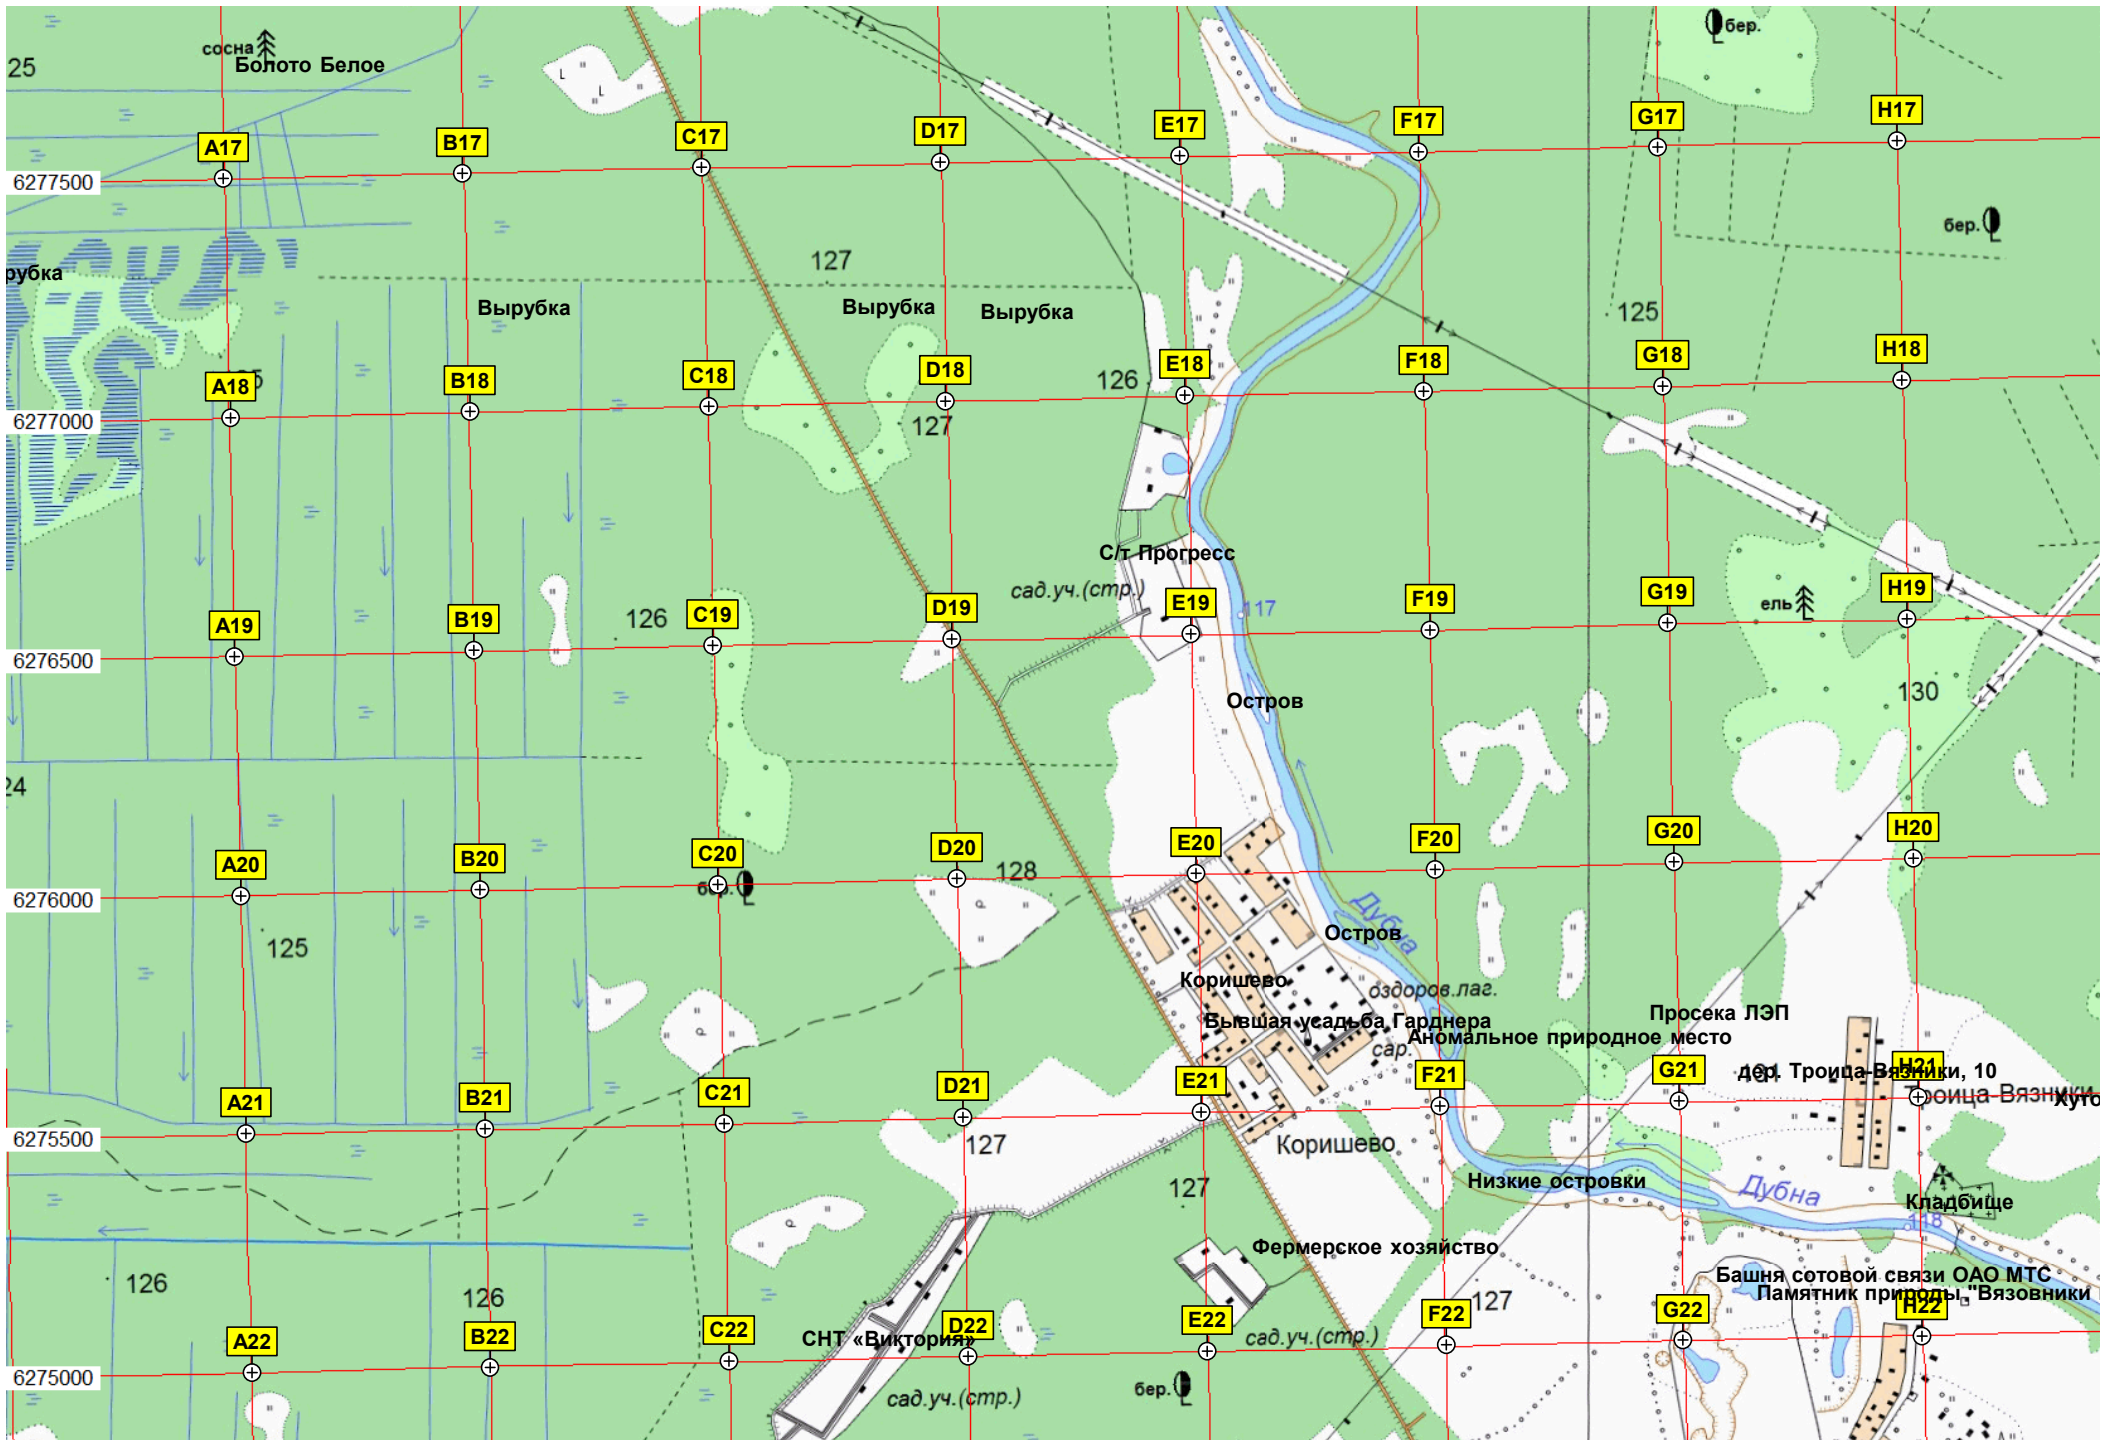 сосна
Болото Белое
25
бер.
A17
B17
C17
D17
E17
F17
G17
H17
6277500
бер.
рубка
127
Вырубка
Вырубка
Вырубка
125
A18
B18
C18
D18
126
E18
F18
G18
H18
6277000
127
С/т Прогресс
сад.уч.(стр.)
ель
A19
B19
126
C19
D19
E19
117
F19
G19
H19
6276500
130
Остров
24
A20
B20
C20
D20
128
E20
F20
G20
H20
6276000
бер.
Дубна
Остров
125
Коришево
оздоров.лаг.
Просека ЛЭП
Бывшая усадьба Гарднера
Аномальное природное место
сар.
дер. Троица-Вязники, 10
A21
B21
C21
D21
E21
F21
G21
H21
Троица-Вязники
Хуто
6275500
127
Коришево
127
Низкие островки
Дубна
Кладбище
118
Фермерское хозяйство
126
126
127
Башня сотовой связи ОАО МТС
Памятник природы "Вязовники
A22
B22
C22
СНТ «Виктория»
D22
E22
сад.уч.(стр.)
F22
G22
H22
6275000
сад.уч.(стр.)
бер.